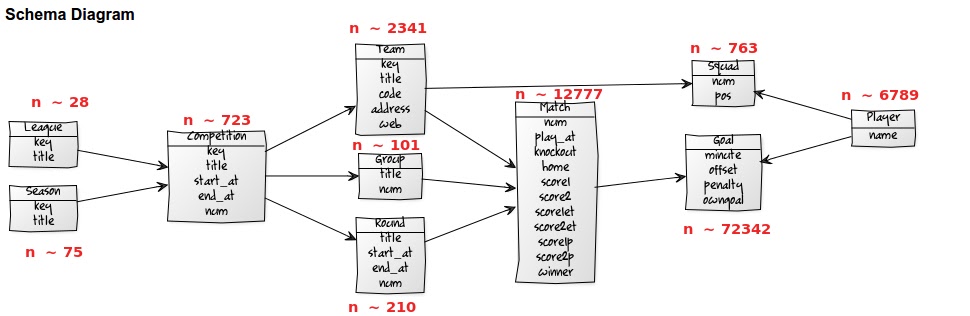 Schema Diagram
n ~ 28
League
key
title
Season
key
title
n ~ 75
n ~ 723
Competition
key
title
start_at
end_at
num
n ~ 2341
Team
key
title
code
address
web
n ~ 101
Group
title
num
Round
title
start_at
end_at
num
n ~ 210
n ~ 12777
Match
num
play_at
knockout
home
score1
score2
score1et
score2et
score1p
score2p
winner
n ~ 763
Squad
num
pos
Goal
minute
offset
penalty
owngoal
n ~ 72342
n ~ 6789
Player
name